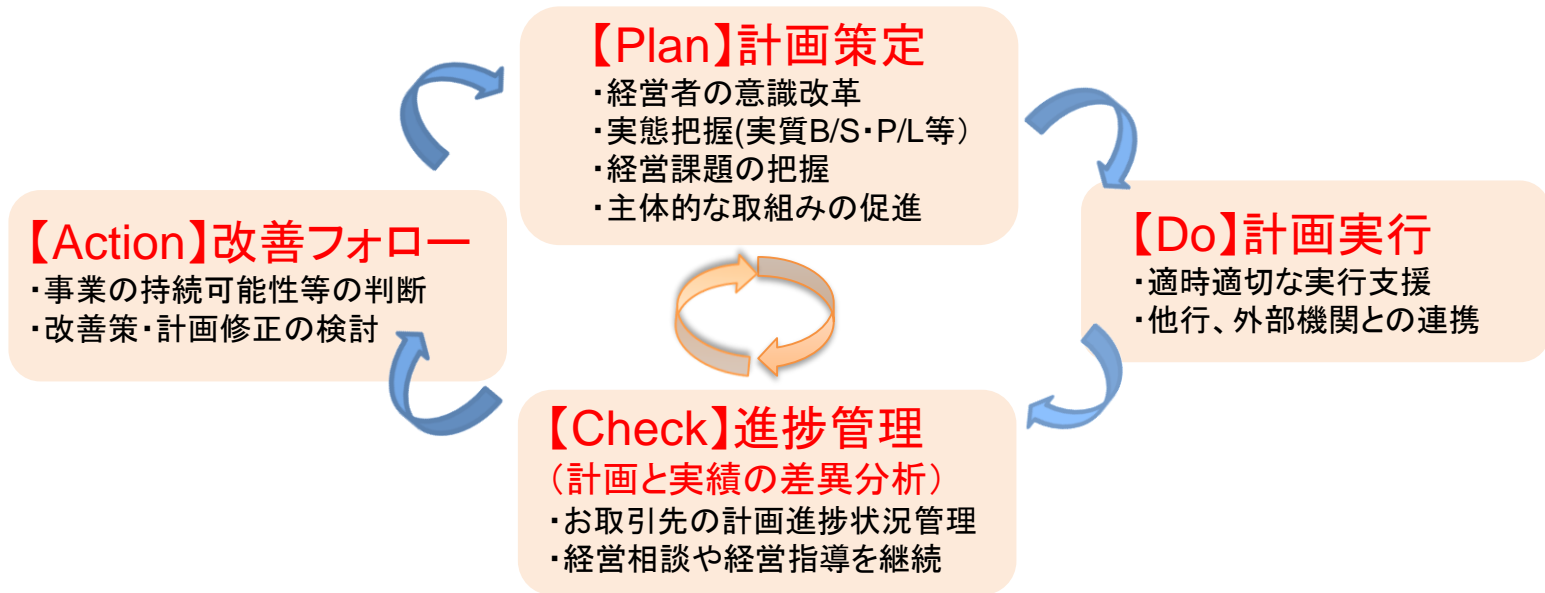 【Plan】計画策定
・経営者の意識改革
・実態把握(実質B/S・P/L等）
・経営課題の把握
・主体的な取組みの促進
【Do】計画実行
・適時適切な実行支援
・他行、外部機関との連携
【Check】進捗管理
（計画と実績の差異分析）
・お取引先の計画進捗状況管理
・経営相談や経営指導を継続
【Action】改善フォロー
・事業の持続可能性等の判断
・改善策・計画修正の検討